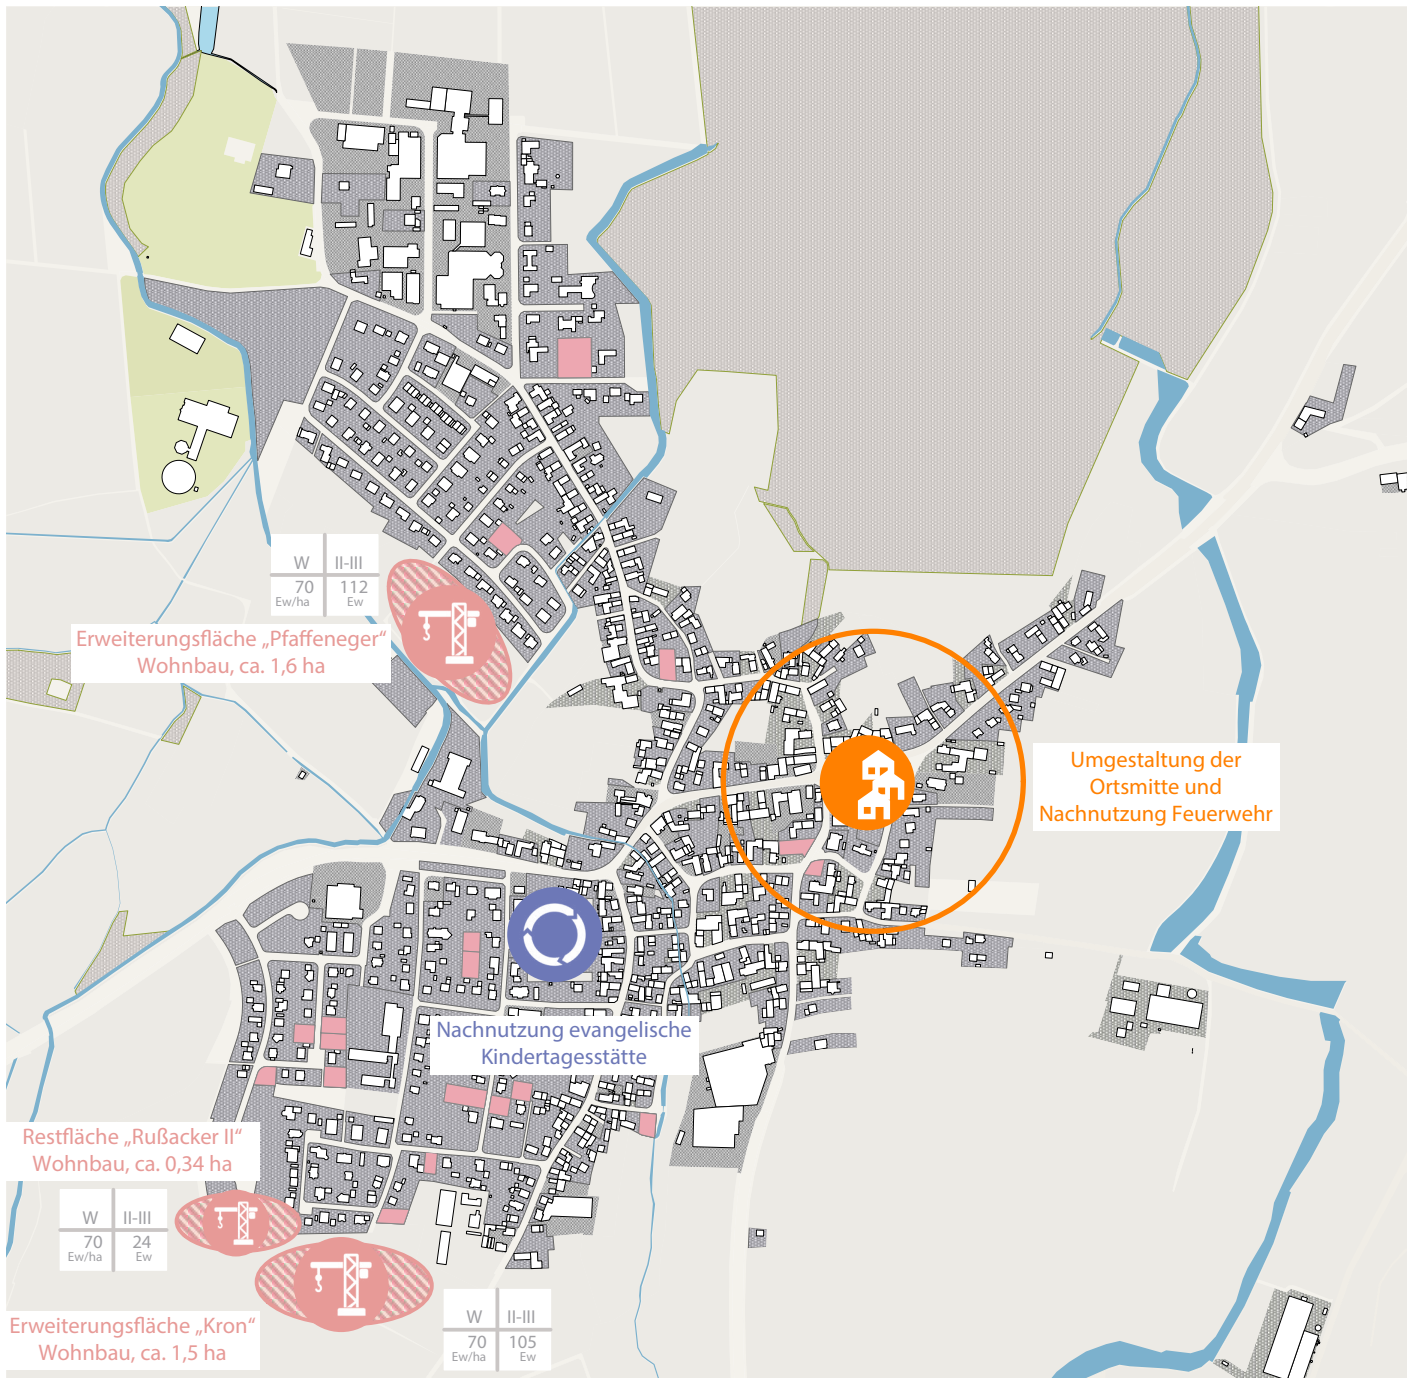 W II-III
70 112
Ew/ha Ew
Erweiterungsfläche „Pfaffeneger“
Wohnbau, ca. 1,6 ha
Umgestaltung der
Ortsmitte und
Nachnutzung Feuerwehr
Nachnutzung evangelische
Kindertagesstätte
Restfläche „Rußacker II“
Wohnbau, ca. 0,34 ha
W II-III
70 24
Ew/ha Ew
Erweiterungsfläche „Kron“
Wohnbau, ca. 1,5 ha
W II-III
70 105
Ew/ha Ew